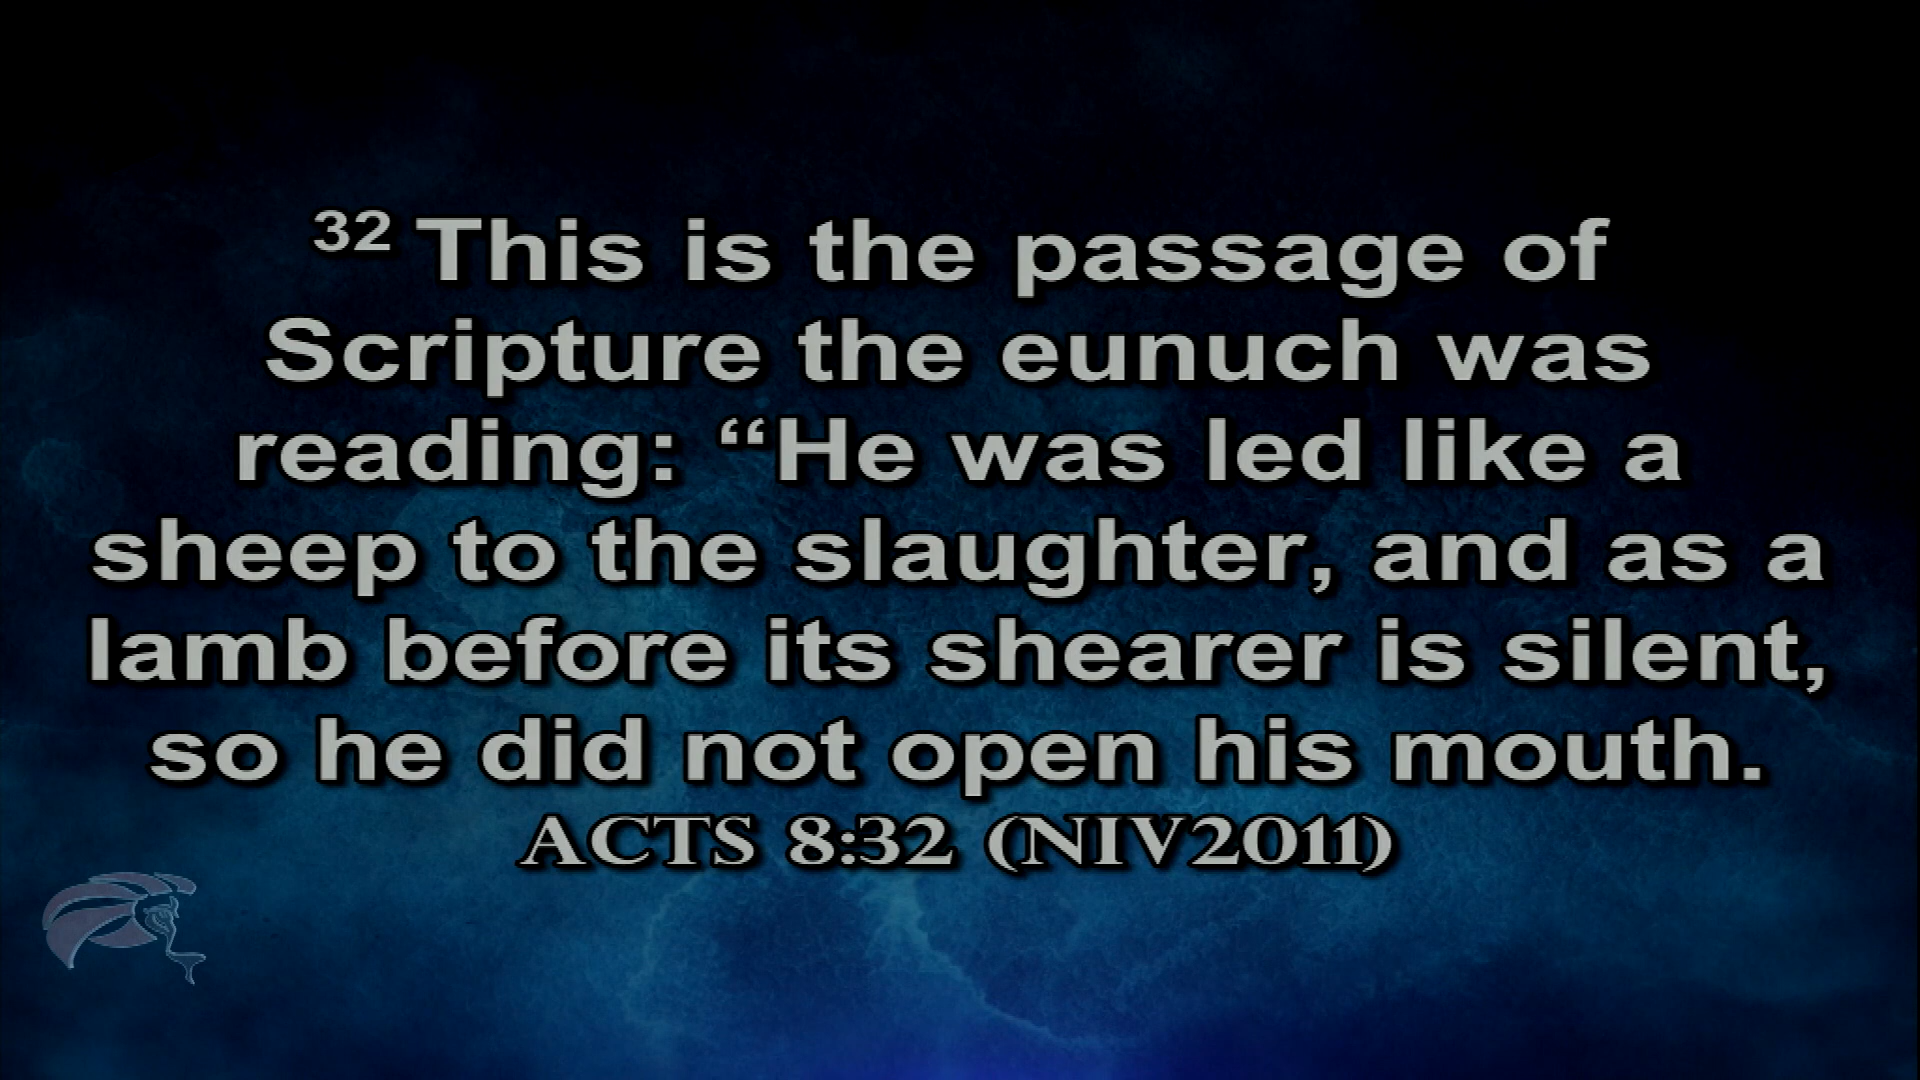 32 This is the passage of
Scripture the eunuch was
reading: “He was led like a
sheep to the slaughter, and as a
lamb before its shearer is silent,
so he did not open his mouth.
ACTS 8:32 (NIV2011)